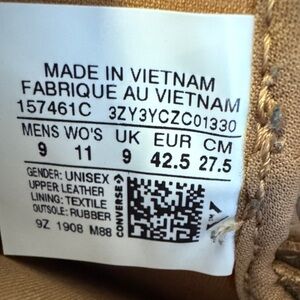 MADE IN VIETNAM
FABRIQUE AU VIETNAM
157461C 3ZY3YCZC01330
MENS WO'S UK EUR CM
9 11 9 42.5 27.5
GENDER: UNISEX
UPPER LEATHER
LINING: TEXTILE
OUTSOLE: RUBBER
9Z 1908 M88
CONVERSE